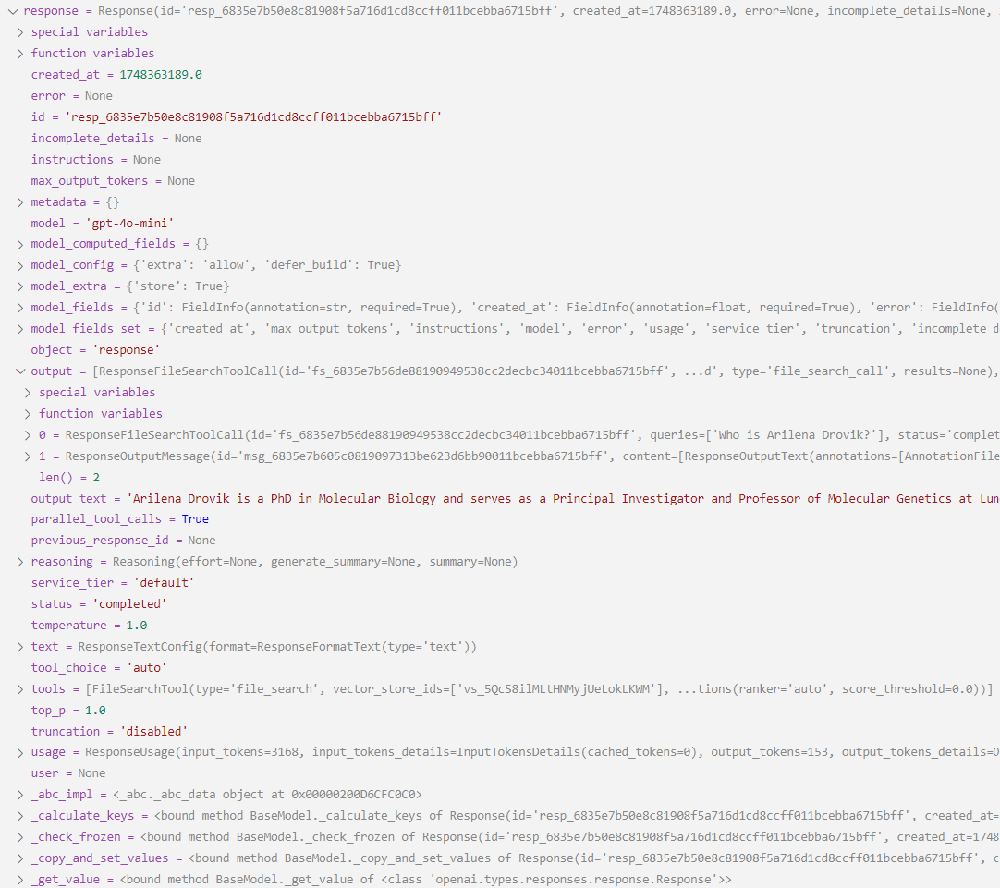 response = Response(id='resp_6835e7b50e8c81908f5a716d1cd8ccff011bcebba6715bff', created_at=1748363189.0, error=None, incomplete_details=None,
special variables
function variables
created_at = 1748363189.0
error = None
id = 'resp_6835e7b50e8c81908f5a716d1cd8ccff011bcebba6715bff'
incomplete_details = None
instructions = None
max_output_tokens = None
metadata = {}
model = 'gpt-4o-mini'
model_computed_fields = {}
model_config = {'extra': 'allow', 'defer_build': True}
model_extra = {'store': True}
model_fields = {'id': FieldInfo(annotation=str, required=True), 'created_at': FieldInfo(annotation=float, required=True), 'error': FieldInfo(
model_fields_set = {'created_at', 'max_output_tokens', 'instructions', 'model', 'error', 'usage', 'service_tier', 'truncation', 'incomplete_d
object = 'response'
output = [ResponseFileSearchToolCall(id='fs_6835e7b56de88190949538cc2decbc34011bcebba6715bff', ...d', type='file_search_call', results=None),
special variables
function variables
0 = ResponseFileSearchToolCall(id='fs_6835e7b56de88190949538cc2decbc34011bcebba6715bff', queries=['Who is Arilena Drovik?'], status='complet
1 = ResponseOutputMessage(id='msg_6835e7b605c0819097313be623d6bb90011bcebba6715bff', content=[ResponseOutputText(annotations=[AnnotationFile
len() = 2
output_text = 'Arilena Drovik is a PhD in Molecular Biology and serves as a Principal Investigator and Professor of Molecular Genetics at Lun
parallel_tool_calls = True
previous_response_id = None
reasoning = Reasoning(effort=None, generate_summary=None, summary=None)
service_tier = 'default'
status = 'completed'
temperature = 1.0
text = ResponseTextConfig(format=ResponseFormatText(type='text'))
tool_choice = 'auto'
tools = [FileSearchTool(type='file_search', vector_store_ids=['vs_5QcS8ilMLtHNMyjUeLokLKWM'], ...tions(ranker='auto', score_threshold=0.0))]
top_p = 1.0
truncation = 'disabled'
usage = ResponseUsage(input_tokens=3168, input_tokens_details=InputTokensDetails(cached_tokens=0), output_tokens=153, output_tokens_details=O
user = None
_abc_impl = <_abc._abc_data object at 0x00000200D6CFC0C0>
_calculate_keys = <bound method BaseModel._calculate_keys of Response(id='resp_6835e7b50e8c81908f5a716d1cd8ccff011bcebba6715bff', created_at=
_check_frozen = <bound method BaseModel._check_frozen of Response(id='resp_6835e7b50e8c81908f5a716d1cd8ccff011bcebba6715bff', created_at=1748
_copy_and_set_values = <bound method BaseModel._copy_and_set_values of Response(id='resp_6835e7b50e8c81908f5a716d1cd8ccff011bcebba6715bff', c
_get_value = <bound method BaseModel._get_value of <class 'openai.types.responses.response.Response'>>